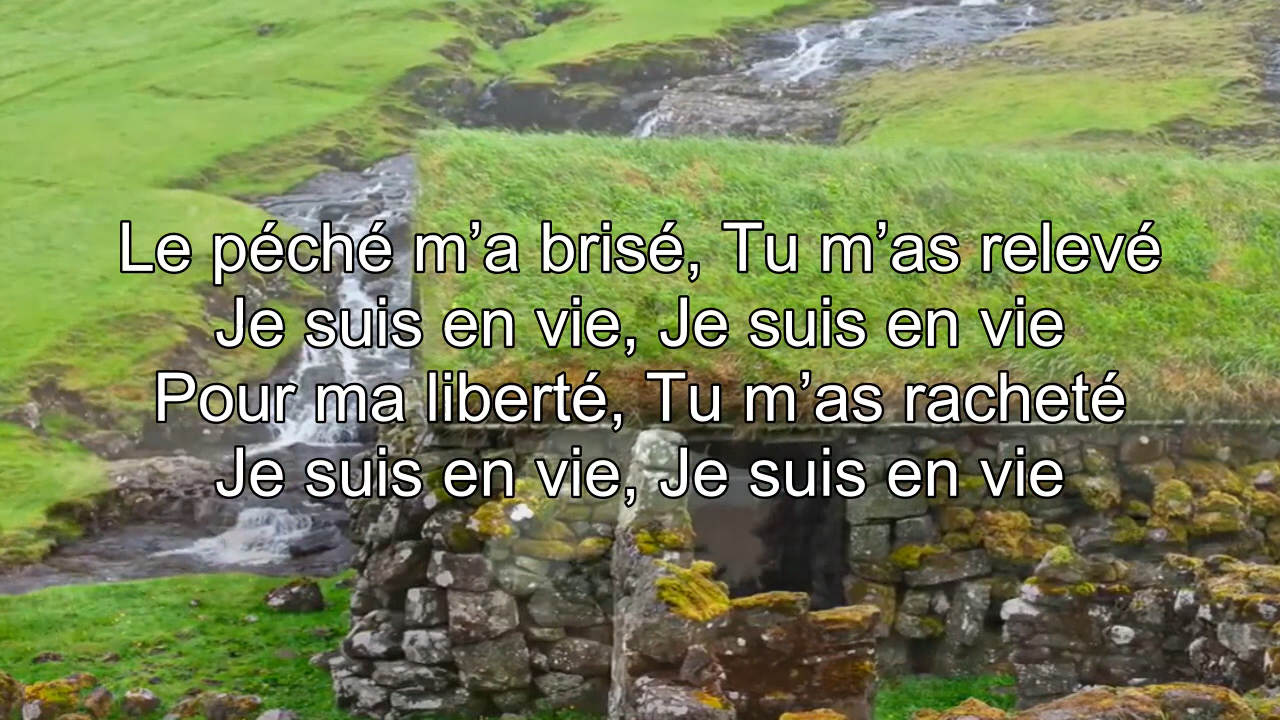 Le péché m’a brisé, Tu m’as relevé
Je suis en vie, Je suis en vie
Pour ma liberté, Tu m’as racheté
Je suis en vie, Je suis en vie